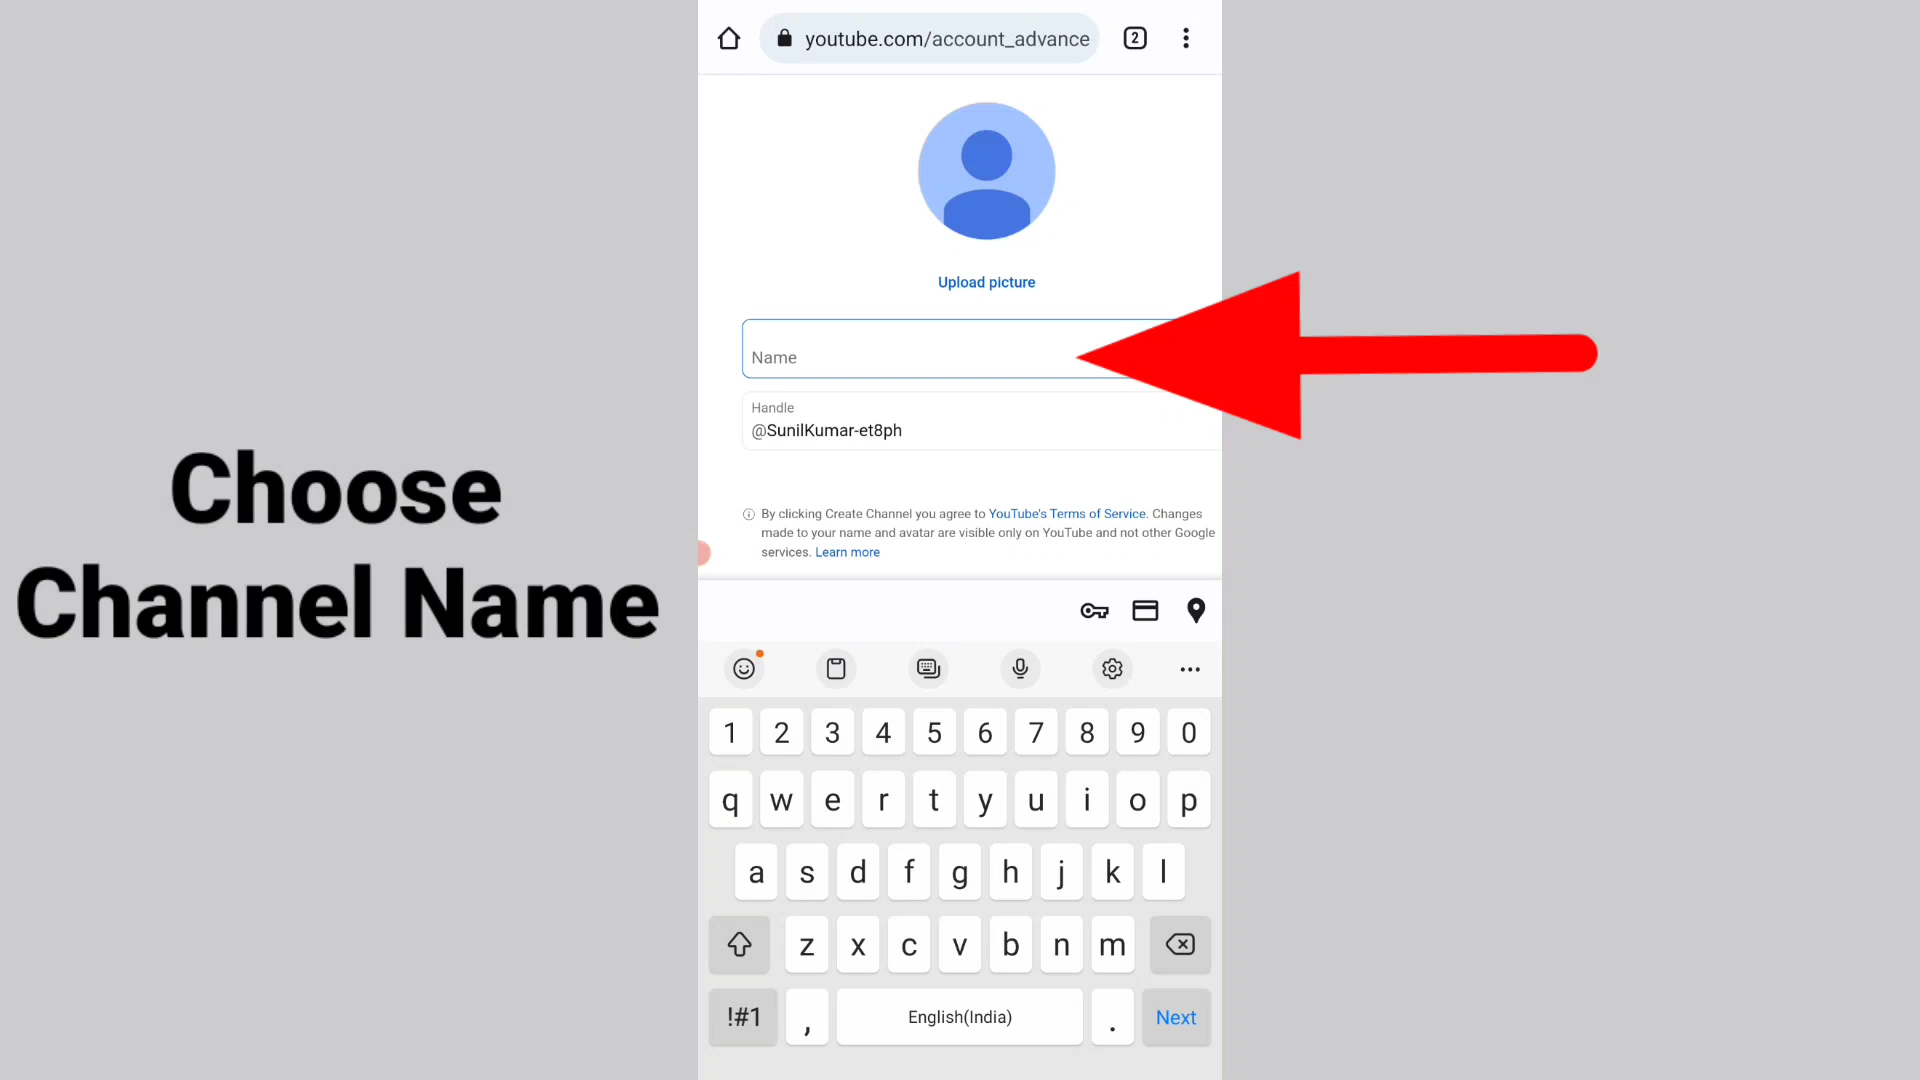 youtube.com/account_advance
2
Upload picture
Name
Handle
@SunilKumar-et8ph
By clicking Create Channel you agree to YouTube's Terms of Service. Changes
made to your name and avatar are visible only on YouTube and not other Google
services. Learn more
Choose
Channel Name
1 2 3 4 5 6 7 8 9 0
q w e r t y u i o p
a s d f g h j k l
z x c v b n m
!#1 , English(India) . Next